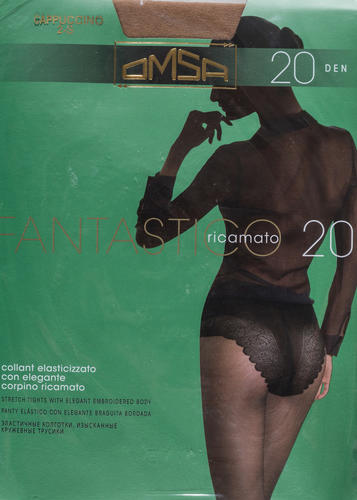 CAPPUCCINO
OMSA
20 DEN
FANTASTICO
ricamato 20
collant elasticizzato
con elegante
corpino ricamato
STRETCH TIGHTS WITH ELEGANT EMBROIDERED BODY
PANTY ELÁSTICO CON ELEGANTE BRAGUITA BORDADA
ЭЛАСТИЧНЫЕ КОЛГОТКИ, ИЗЫСКАННЫЕ
КРУЖЕВНЫЕ ТРУСИКИ